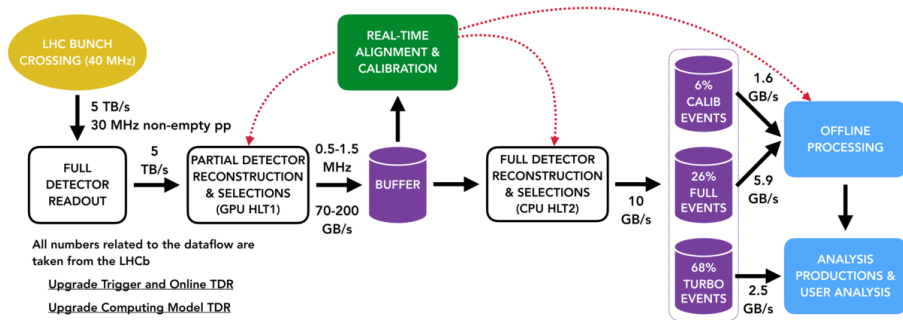 LHC BUNCH
CROSSING (40 MHz)
5 TB/s
30 MHz non-empty pp
FULL
DETECTOR
READOUT
5
TB/s
PARTIAL DETECTOR
RECONSTRUCTION
& SELECTIONS
(GPU HLT1)
0.5-1.5
MHz
70-200
GB/s
REAL-TIME
ALIGNMENT &
CALIBRATION
BUFFER
FULL DETECTOR
RECONSTRUCTION
& SELECTIONS
(CPU HLT2)
10
GB/s
6%
CALIB
EVENTS
26%
FULL
EVENTS
68%
TURBO
EVENTS
1.6
GB/s
5.9
GB/s
2.5
GB/s
OFFLINE
PROCESSING
ANALYSIS
PRODUCTIONS &
USER ANALYSIS
All numbers related to the dataflow are
taken from the LHCb
Upgrade Trigger and Online TDR
Upgrade Computing Model TDR